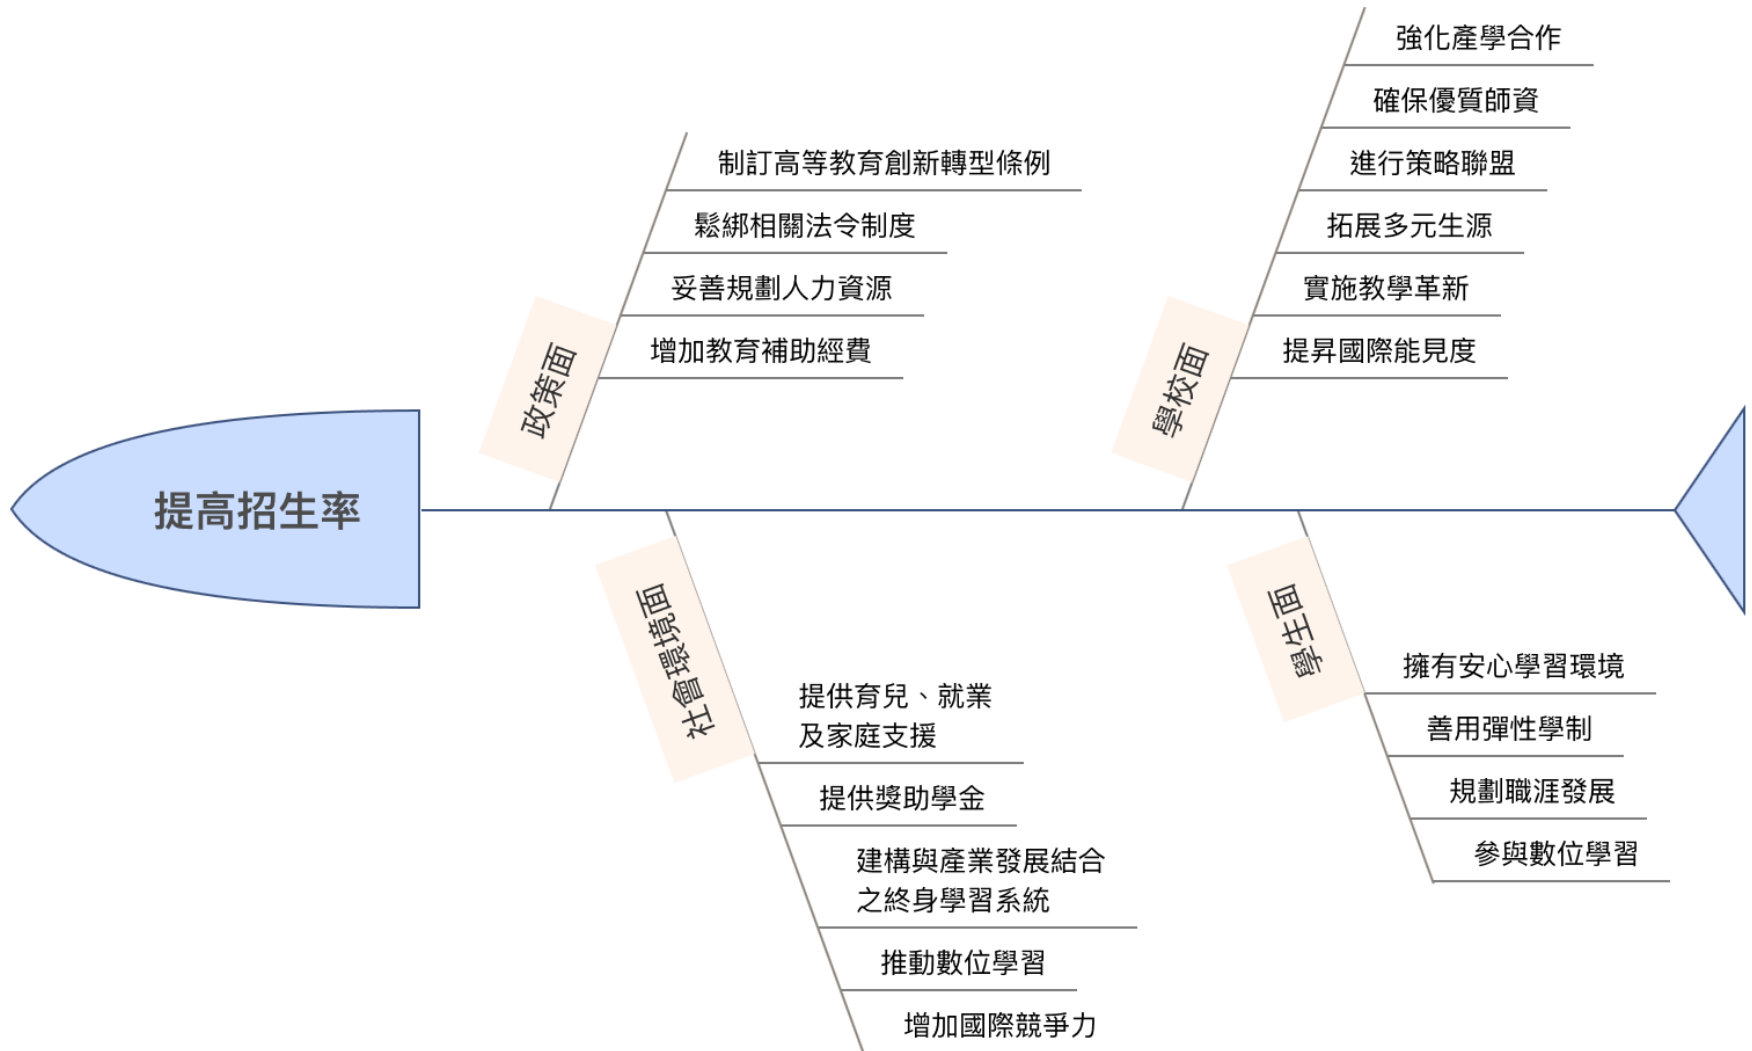 提高招生率
政策面
制訂高等教育創新轉型條例
鬆綁相關法令制度
妥善規劃人力資源
增加教育補助經費
學校面
強化產學合作
確保優質師資
進行策略聯盟
拓展多元生源
實施教學革新
提昇國際能見度
社會環境面
提供育兒、就業
及家庭支援
提供獎助學金
建構與產業發展結合
之終身學習系統
推動數位學習
增加國際競爭力
學生面
擁有安心學習環境
善用彈性學制
規劃職涯發展
參與數位學習